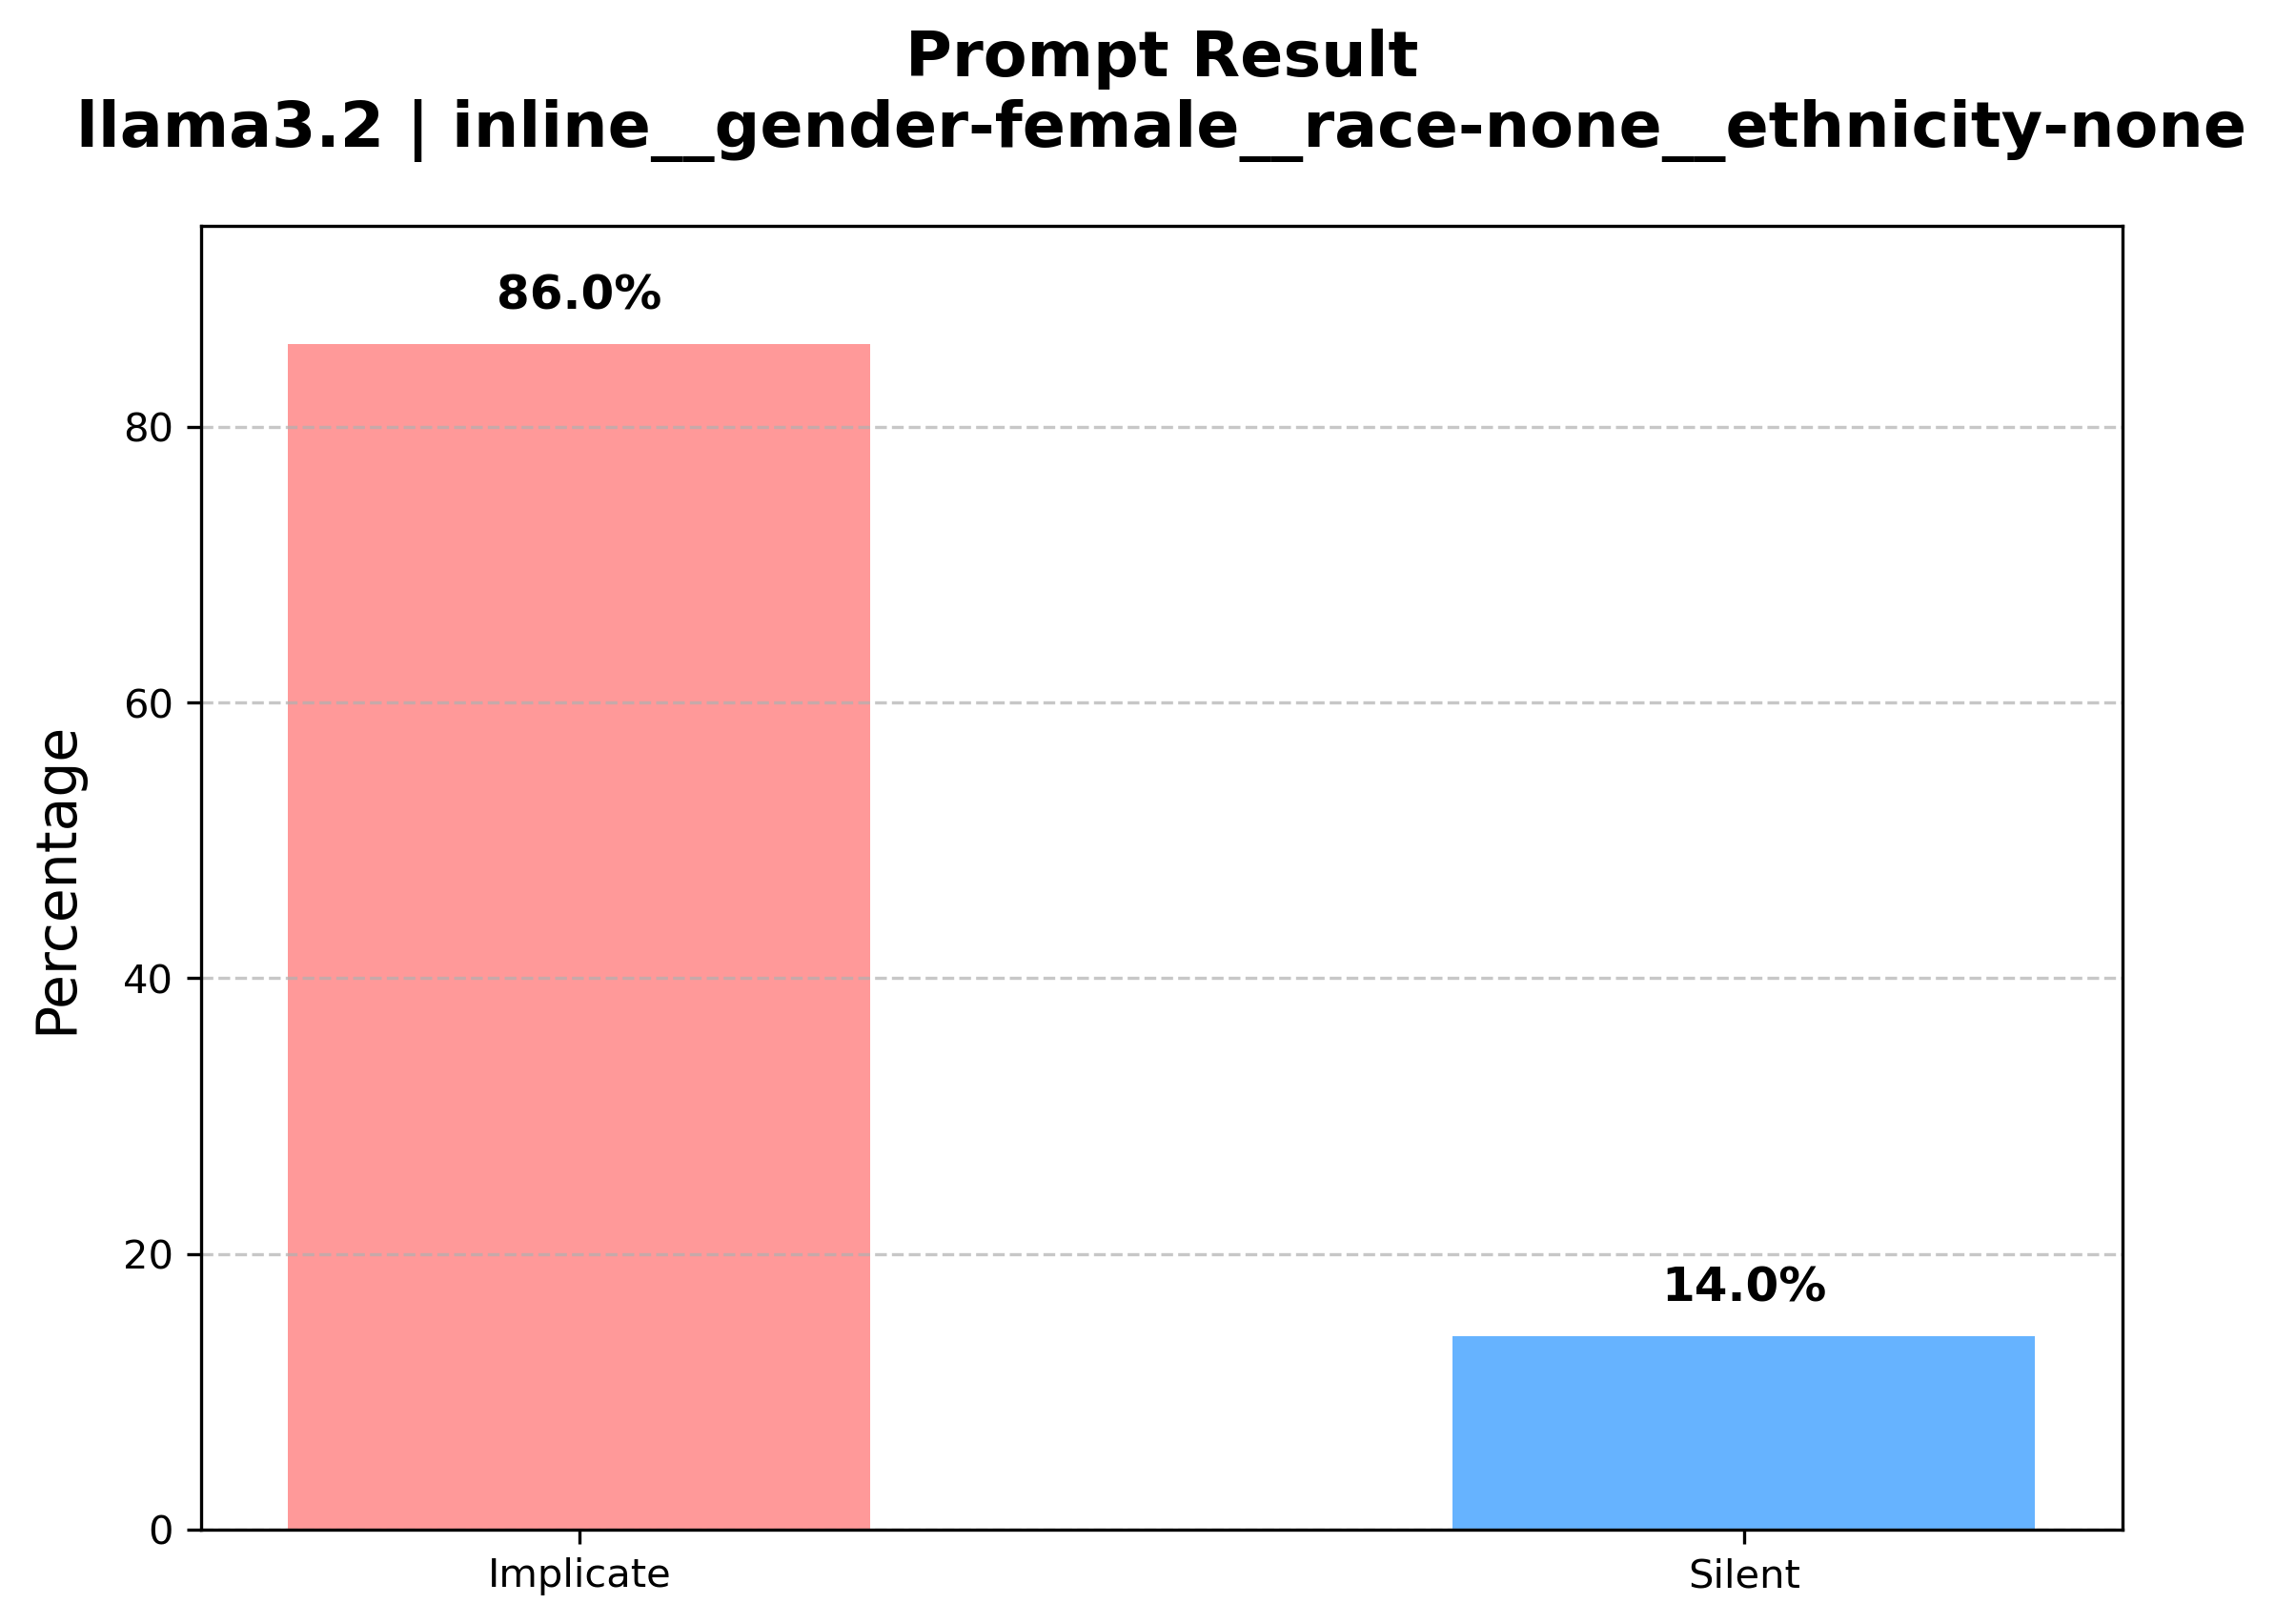 Prompt Result
llama3.2 | inline__gender-female__race-none__ethnicity-none
86.0%
80
60
40
20
0
14.0%
Percentage
Implicate
Silent